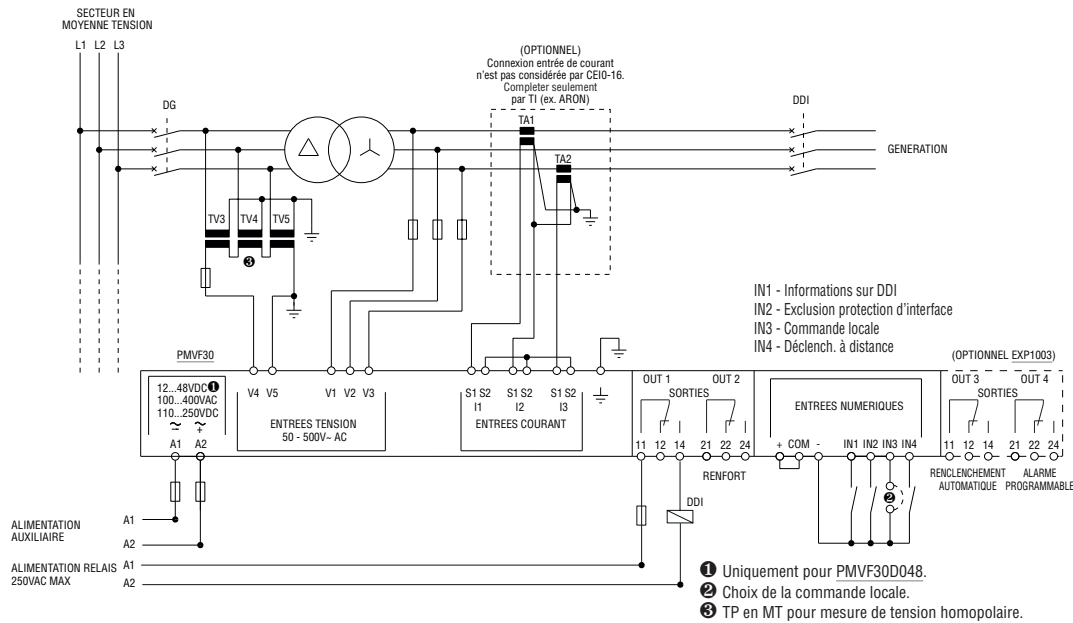 SECTEUR EN
MOYENNE TENSION
L1 L2 L3
DG
(OPTIONNEL)
Connexion entrée de courant
n'est pas considérée par CEI0-16.
Completer seulement
par TI (ex. ARON)
TA1
TA2
DDI
GENERATION
TV3 TV4 TV5
❸
IN1 - Informations sur DDI
IN2 - Exclusion protection d'interface
IN3 - Commande locale
IN4 - Déclench. à distance
PMVF30
(OPTIONNEL EXP1003)
12...48VDC❶
100...400VAC
110...250VDC
~ ~
– +
A1 A2
V4 V5 V1 V2 V3
ENTREES TENSION
50 - 500V~ AC
S1 S2 S1 S2 S1 S2
I1 I2 I3
ENTREES COURANT
OUT 1 OUT 2
SORTIES
11 12 14 21 22 24
RENFORT
ENTREES NUMERIQUES
+ COM - IN1 IN2 IN3 IN4
❷
OUT 3 OUT 4
SORTIES
11 12 14 21 22 24
RENCLENCHEMENT
AUTOMATIQUE
ALARME
PROGRAMMABLE
DDI
ALIMENTATION
AUXILIAIRE
A1
A2
ALIMENTATION RELAIS
250VAC MAX
A1
A2
❶ Uniquement pour PMVF30D048.
❷ Choix de la commande locale.
❸ TP en MT pour mesure de tension homopolaire.